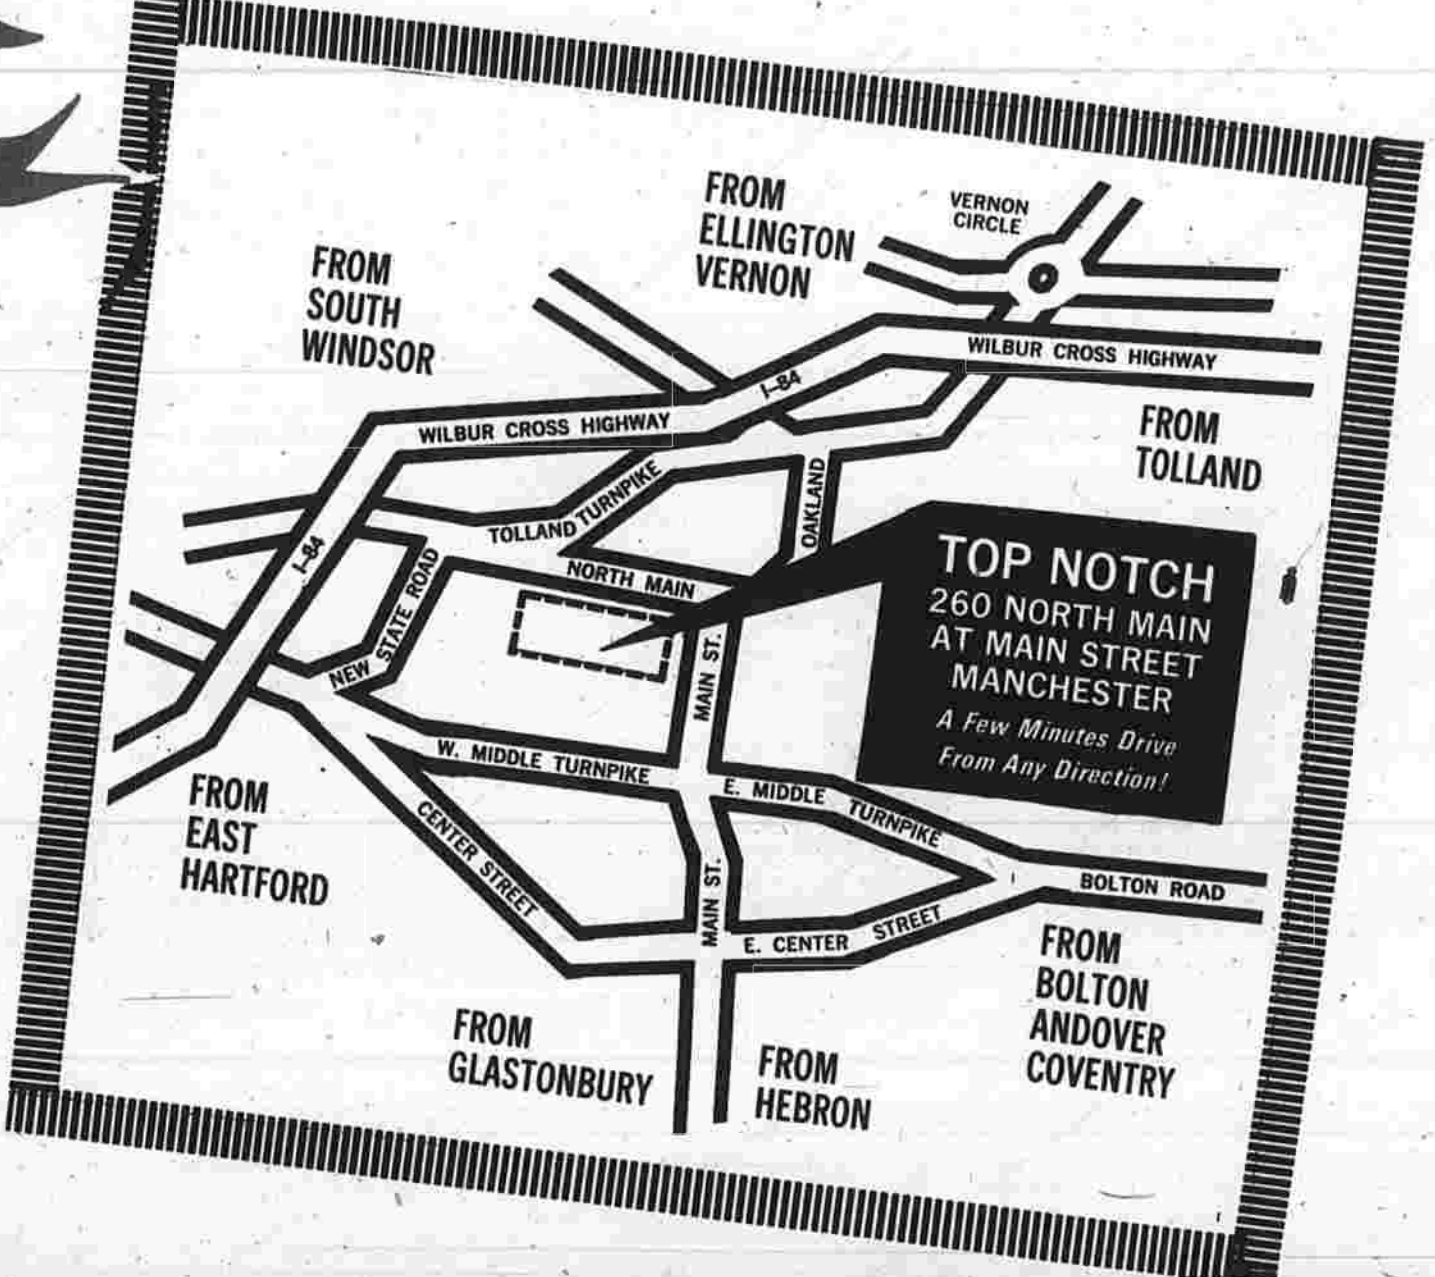 FROM
ELLINGTON
VERNON
VERNON
CIRCLE
FROM
SOUTH
WINDSOR
WILBUR CROSS HIGHWAY
I-84
WILBUR CROSS HIGHWAY
FROM
TOLLAND
TOLLAND TURNPIKE
OAKLAND
I-84
NEW STATE ROAD
NORTH MAIN
TOP NOTCH
260 NORTH MAIN
AT MAIN STREET
MANCHESTER
A Few Minutes Drive
From Any Direction!
MAIN ST.
W. MIDDLE TURNPIKE
E. MIDDLE TURNPIKE
FROM
EAST
HARTFORD
CENTER STREET
MAIN ST.
E. CENTER STREET
BOLTON ROAD
FROM
BOLTON
ANDOVER
COVENTRY
FROM
GLASTONBURY
FROM
HEBRON